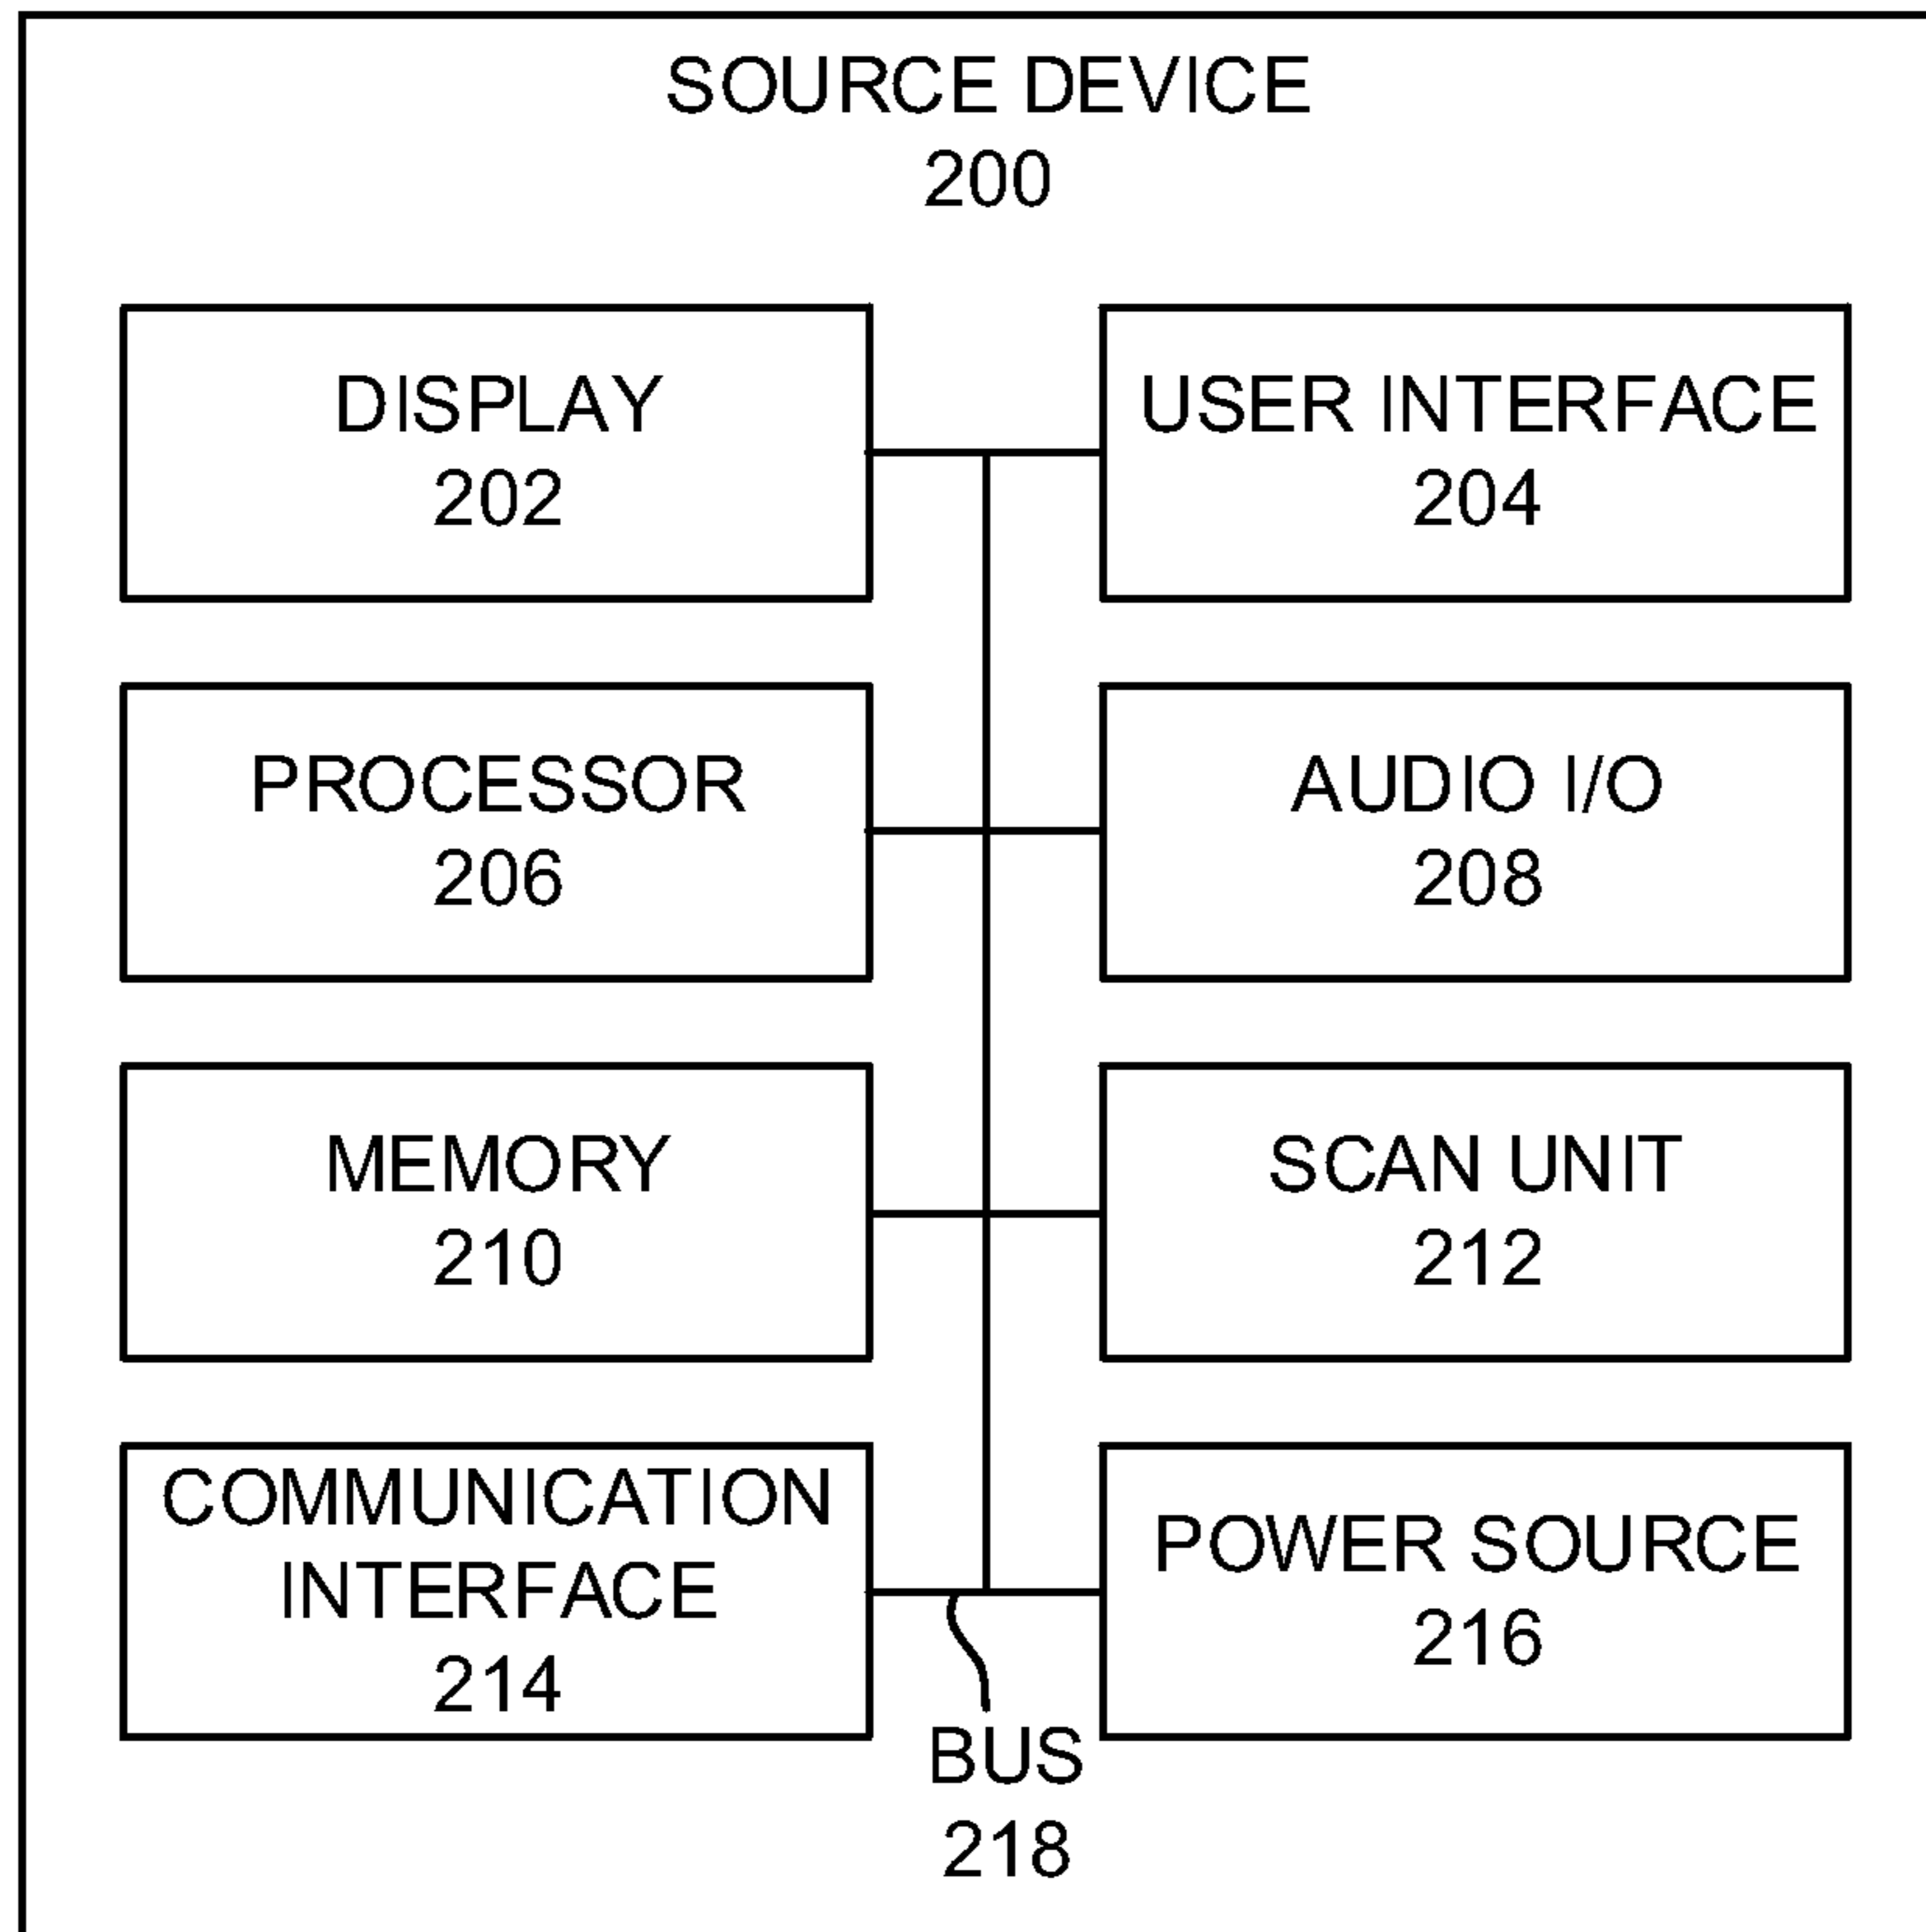 SOURCE DEVICE
200
DISPLAY
202
USER INTERFACE
204
PROCESSOR
206
AUDIO I/O
208
MEMORY
210
SCAN UNIT
212
COMMUNICATION
INTERFACE
214
POWER SOURCE
216
BUS
218